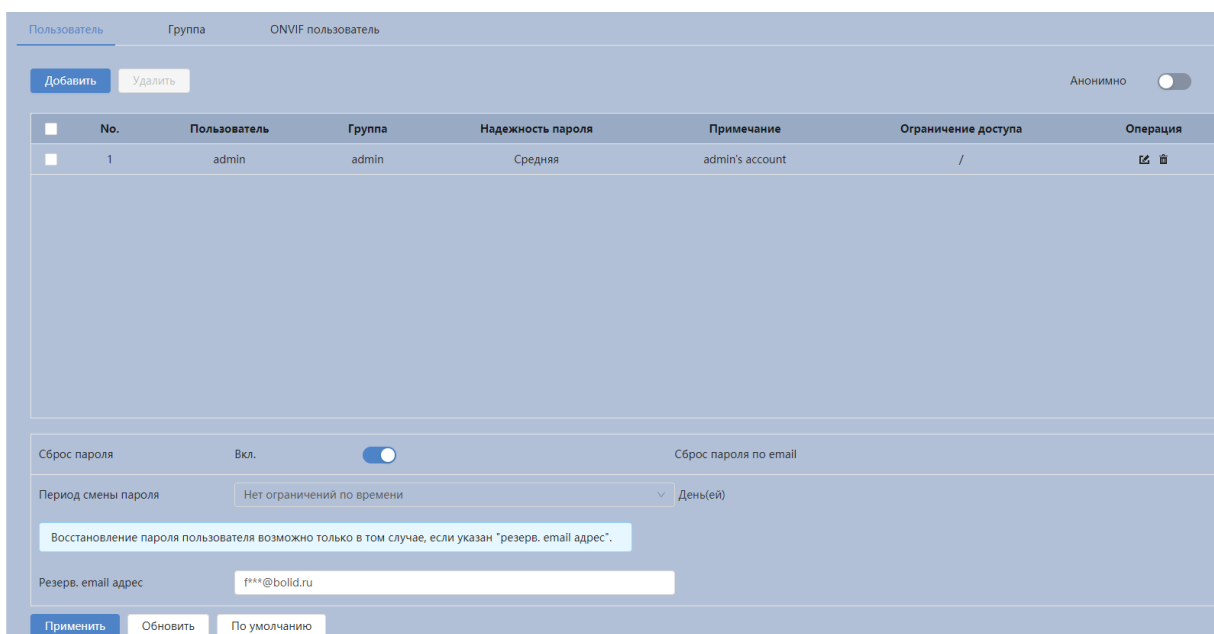 Пользователь Группа ONVIF пользователь
Добавить Удалить Анонимно
No. Пользователь Группа Надежность пароля Примечание Ограничение доступа Операция
1 admin admin Средняя admin's account /
Сброс пароля Вкл. Сброс пароля по email
Период смены пароля Нет ограничений по времени День(ей)
Восстановление пароля пользователя возможно только в том случае, если указан "резерв. email адрес".
Резерв. email адрес f***@bolid.ru
Применить Обновить По умолчанию